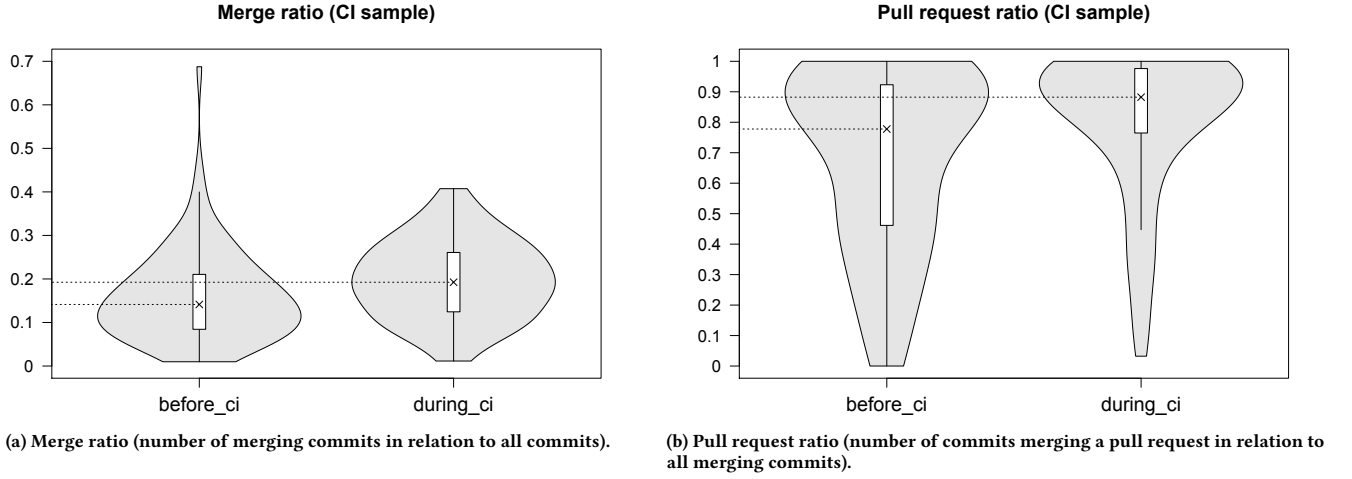 Merge ratio (CI sample)
0.7
0.6
0.5
0.4
0.3
0.2
0.1
0
before_ci
during_ci
(a) Merge ratio (number of merging commits in relation to all commits).
Pull request ratio (CI sample)
1
0.9
0.8
0.7
0.6
0.5
0.4
0.3
0.2
0.1
0
before_ci
during_ci
(b) Pull request ratio (number of commits merging a pull request in relation to
all merging commits).